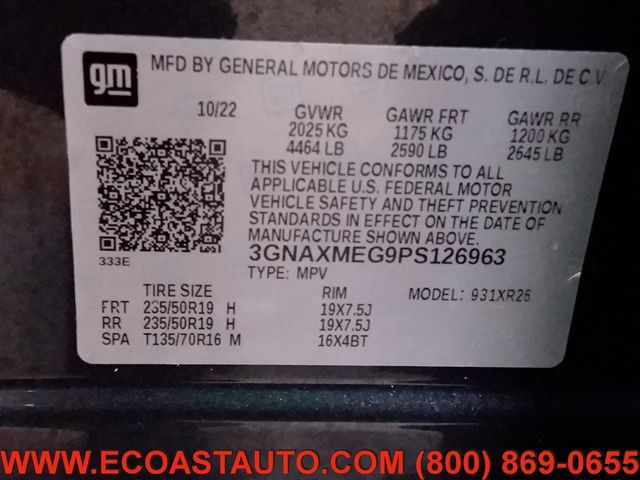 gm
MFD BY GENERAL MOTORS DE MEXICO, S. DE R.L. DE C.V
10/22 GVWR GAWR FRT GAWR RR
2025 KG 1175 KG 1200 KG
4464 LB 2590 LB 2645 LB
THIS VEHICLE CONFORMS TO ALL
APPLICABLE U.S. FEDERAL MOTOR
VEHICLE SAFETY AND THEFT PREVENTION
STANDARDS IN EFFECT ON THE DATE OF
MANUFACTURE SHOWN ABOVE.
333E 3GNAXMEG9PS126963
TYPE: MPV
TIRE SIZE RIM MODEL: 931XR26
FRT 235/50R19 H 19X7.5J
RR 235/50R19 H 19X7.5J
SPA T135/70R16 M 16X4BT
WWW.ECOASTAUTO.COM (800) 869-0655